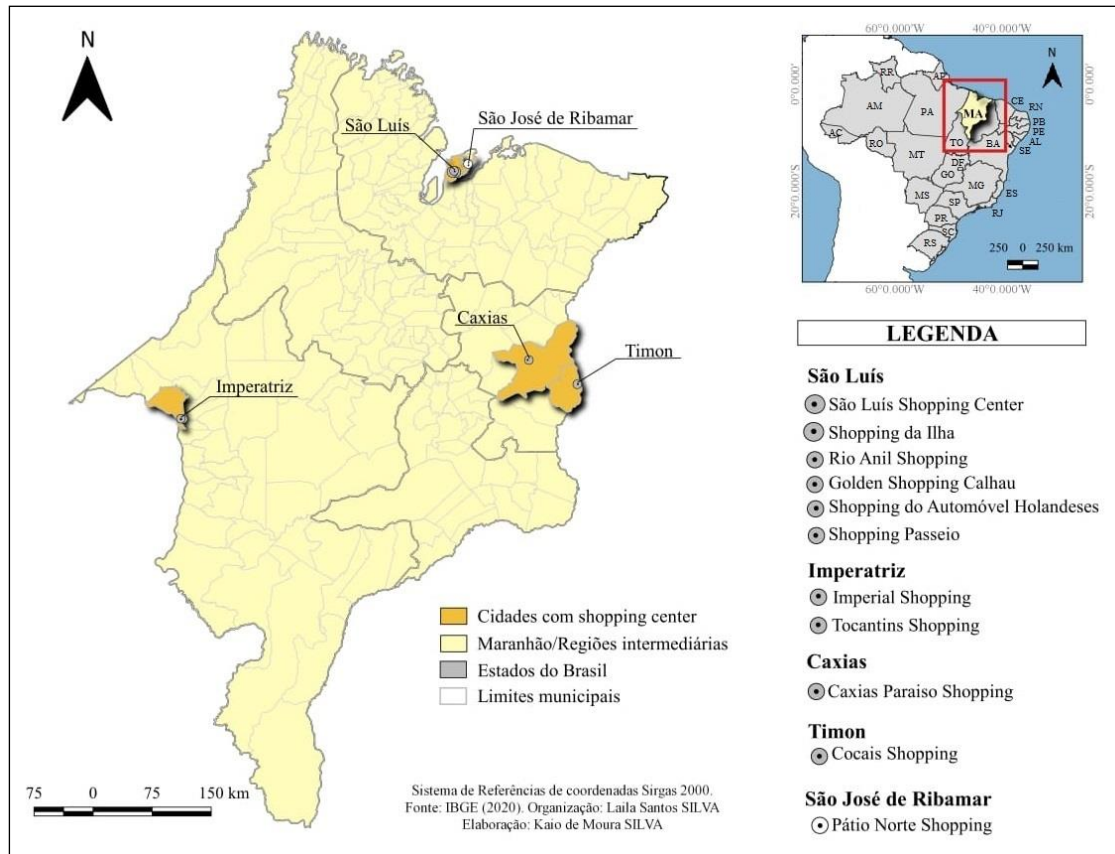 N
São Luís
São José de Ribamar
Caxias
Timon
Imperatriz
Cidades com shopping center
Maranhão/Regiões intermediárias
Estados do Brasil
Limites municipais
75 0 75 150 km
Sistema de Referências de coordenadas Sirgas 2000.
Fonte: IBGE (2020). Organização: Laila Santos SILVA
Elaboração: Kaio de Moura SILVA
60°0.000'W 40°0.000'W
0°0.000' 0°0.000'
20°0.000'S 20°0.000'S
N
RR
AP
AM
PA
MA
CE
RN
PB
PE
AL
SE
AC
RO
TO
BA
MT
DF
GO
MG
ES
MS
SP
RJ
PR
SC
RS
250 0 250 km
60°0.000'W 40°0.000'W
LEGENDA
São Luís
São Luís Shopping Center
Shopping da Ilha
Rio Anil Shopping
Golden Shopping Calhau
Shopping do Automóvel Holandeses
Shopping Passeio
Imperatriz
Imperial Shopping
Tocantins Shopping
Caxias
Caxias Paraiso Shopping
Timon
Cocais Shopping
São José de Ribamar
Pátio Norte Shopping